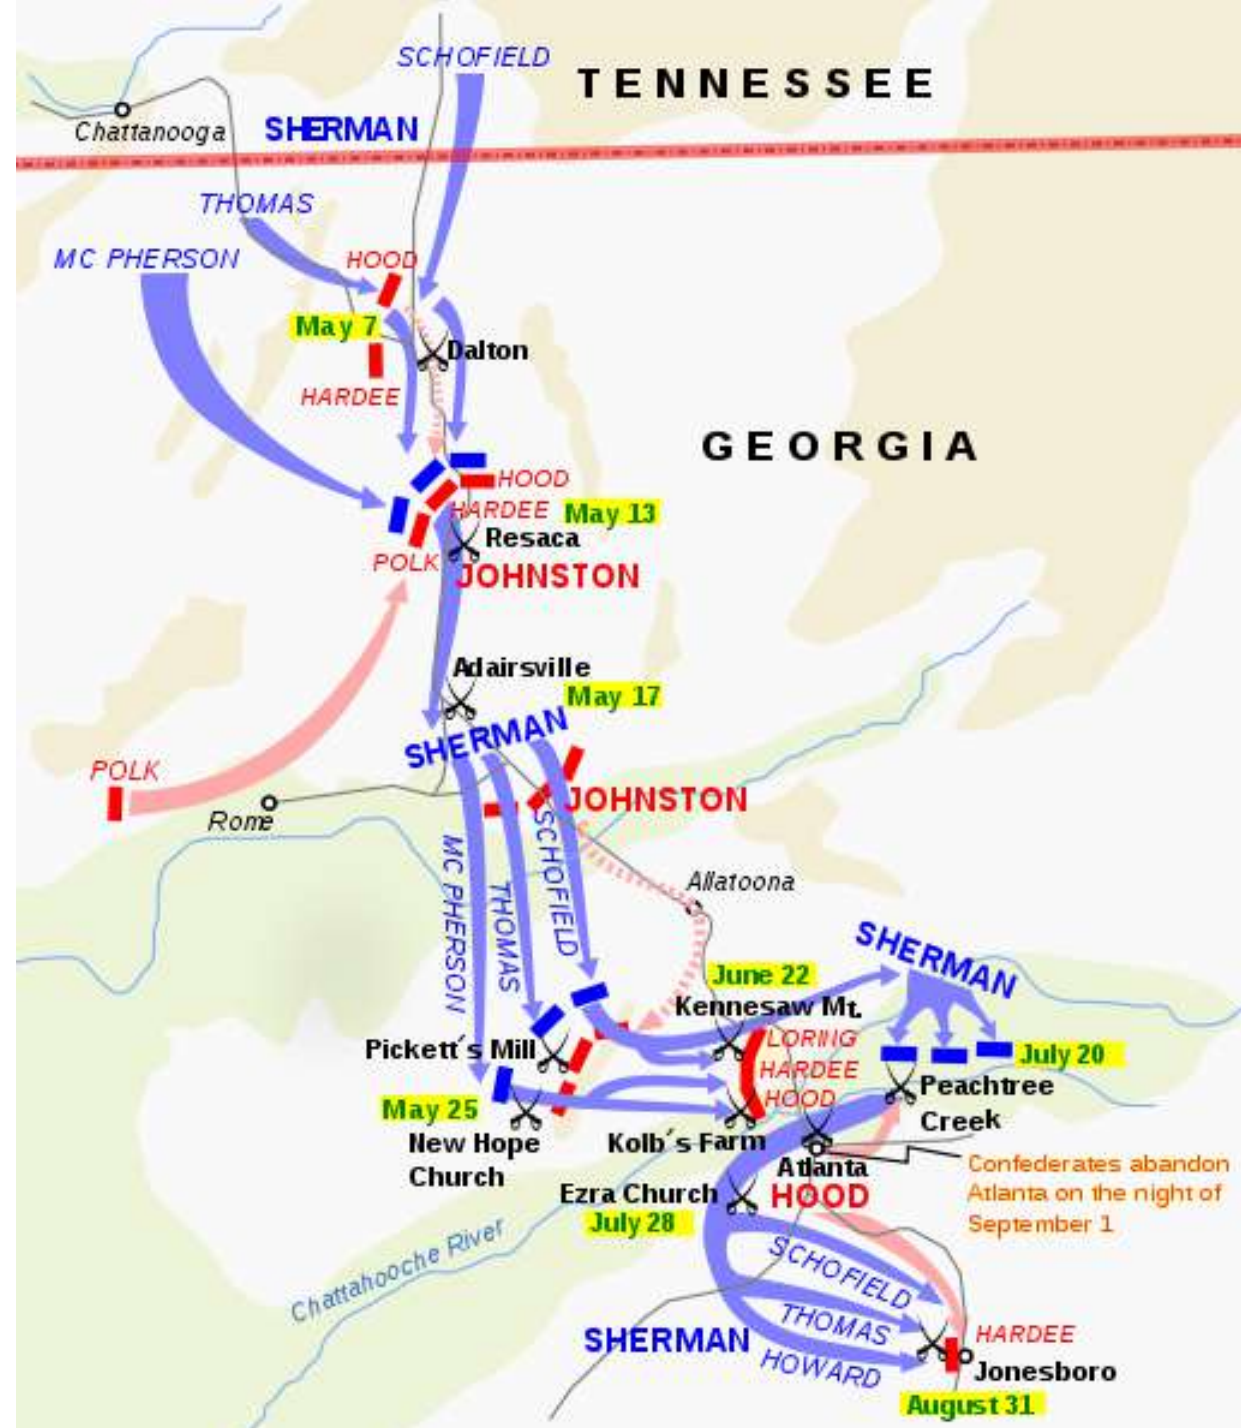 SCHOFIELD
TENNESSEE
Chattanooga
SHERMAN
THOMAS
MC PHERSON
HOOD
May 7
Dalton
HARDEE
GEORGIA
HOOD
HARDEE
May 13
Resaca
POLK
JOHNSTON
Adairsville
May 17
SHERMAN
POLK
JOHNSTON
Rome
MC PHERSON
THOMAS
SCHOFIELD
Allatoona
SHERMAN
June 22
Kennesaw Mt.
LORING
HARDEE
HOOD
Pickett´s Mill
July 20
Peachtree
Creek
May 25
New Hope
Church
Kolb´s Farm
Atlanta
HOOD
Confederates abandon
Atlanta on the night of
September 1
Ezra Church
July 28
Chattahooche River
SCHOFIELD
THOMAS
HOWARD
SHERMAN
HARDEE
Jonesboro
August 31